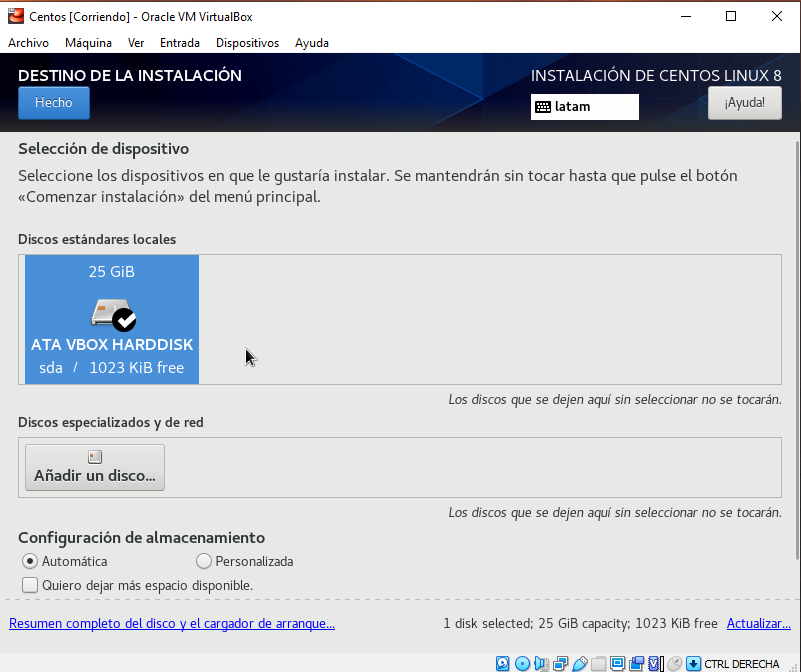 Centos [Corriendo] - Oracle VM VirtualBox
Archivo Máquina Ver Entrada Dispositivos Ayuda
DESTINO DE LA INSTALACIÓN
INSTALACIÓN DE CENTOS LINUX 8
Hecho
latam
¡Ayuda!
Selección de dispositivo
Seleccione los dispositivos en que le gustaría instalar. Se mantendrán sin tocar hasta que pulse el botón
«Comenzar instalación» del menú principal.
Discos estándares locales
25 GiB
ATA VBOX HARDDISK
sda / 1023 KiB free
Los discos que se dejen aquí sin seleccionar no se tocarán.
Discos especializados y de red
Añadir un disco...
Los discos que se dejen aquí sin seleccionar no se tocarán.
Configuración de almacenamiento
Automática Personalizada
Quiero dejar más espacio disponible.
Resumen completo del disco y el cargador de arranque...
1 disk selected; 25 GiB capacity; 1023 KiB free Actualizar...
CTRL DERECHA